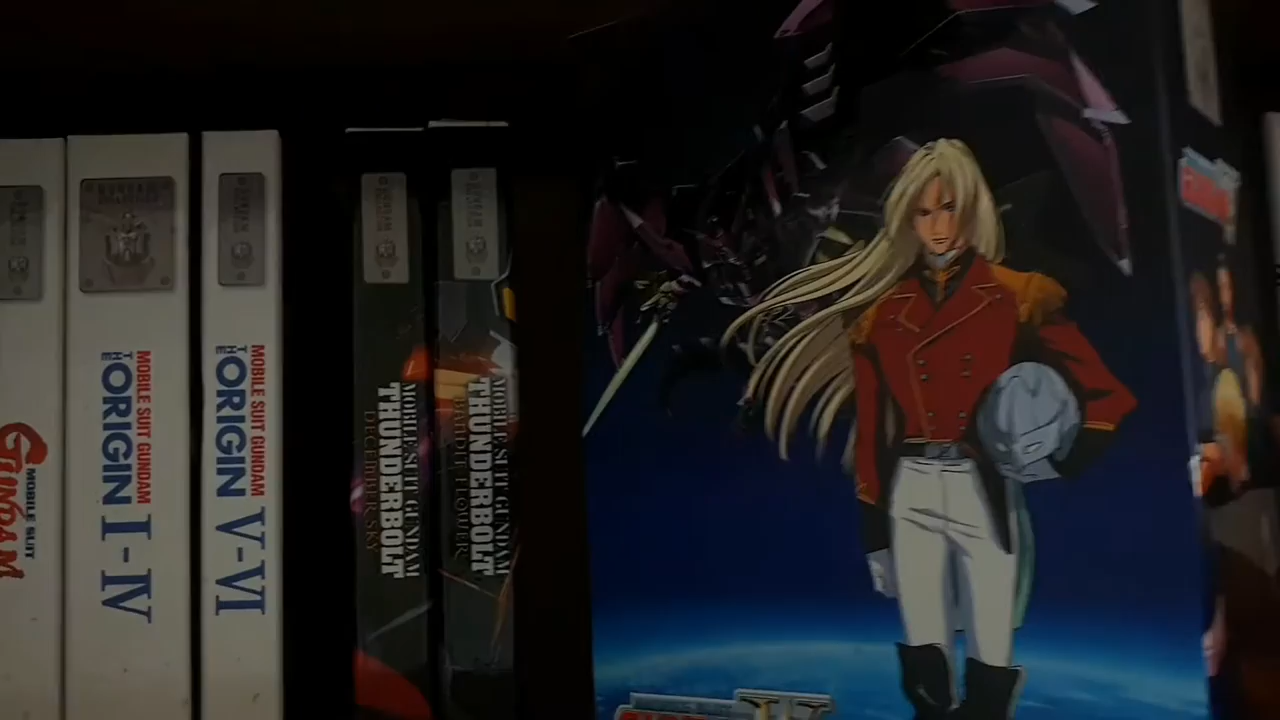 MOBILE SUIT
GUNDAM
MOBILE SUIT GUNDAM
THE ORIGIN I-IV
MOBILE SUIT GUNDAM
THE ORIGIN V-VI
MOBILE SUIT GUNDAM
THUNDERBOLT
DECEMBER SKY
MOBILE SUIT GUNDAM
THUNDERBOLT
BANDIT FLOWER